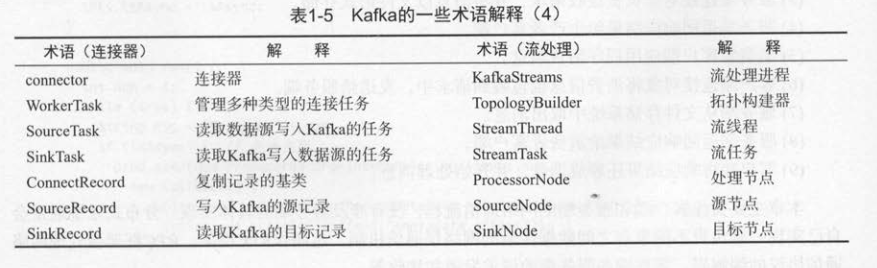 表1-5 Kafka的一些术语解释（4）
术语（连接器） 解 释 术语（流处理） 解 释
connector 连接器 KafkaStreams 流处理进程
WorkerTask 管理多种类型的连接任务 TopologyBuilder 拓扑构建器
SourceTask 读取数据源写入Kafka的任务 StreamThread 流线程
SinkTask 读取Kafka写入数据源的任务 StreamTask 流任务
ConnectRecord 复制记录的基类 ProcessorNode 处理节点
SoureeRecord 写入Kafka的源记录 SourceNode 源节点
SinkRecord 读取Kafka的目标记录 SinkNode 目标节点